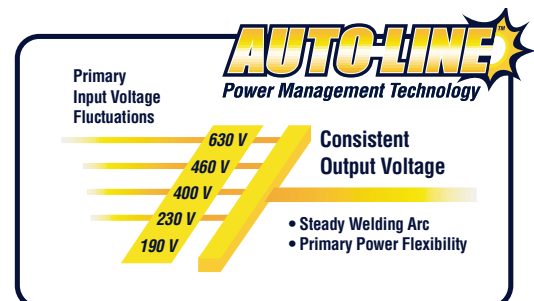 AUTO-LINE™
Power Management Technology
Primary
Input Voltage
Fluctuations
630 V
460 V
400 V
230 V
190 V
Consistent
Output Voltage
• Steady Welding Arc
• Primary Power Flexibility